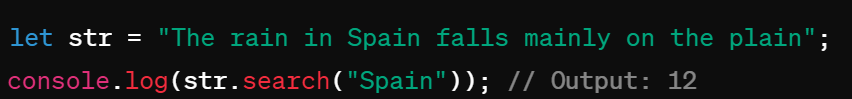 let str = "The rain in Spain falls mainly on the plain";
console.log(str.search("Spain")); // Output: 12